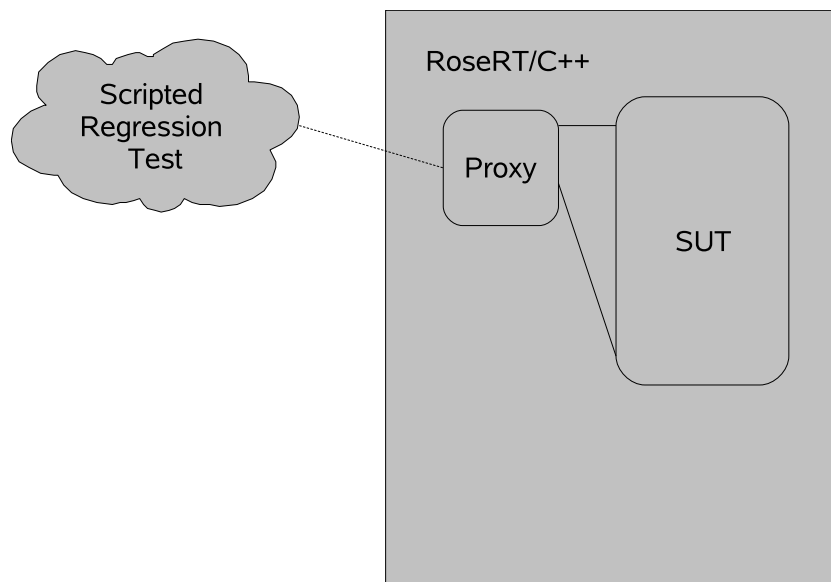 Scripted
Regression
Test
RoseRT/C++
Proxy
SUT